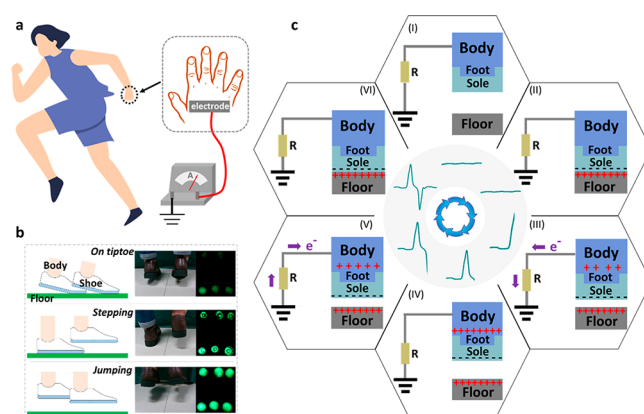 a
electrode
A
b
On tiptoe
Body
Shoe
Floor
Stepping
Jumping
c
(I)
R
Body
Foot
Sole
Floor
(VI)
R
Body
Foot
Sole
+++++++
Floor
(II)
R
Body
Foot
Sole
+++++++
Floor
(V)
e-
R
Body
+ + + + +
Foot
Sole
+++++++
Floor
(III)
e-
R
Body
+ + + +
Foot
Sole
+++++++
Floor
(IV)
R
Body
+++++++
Foot
Sole
+++++++
Floor